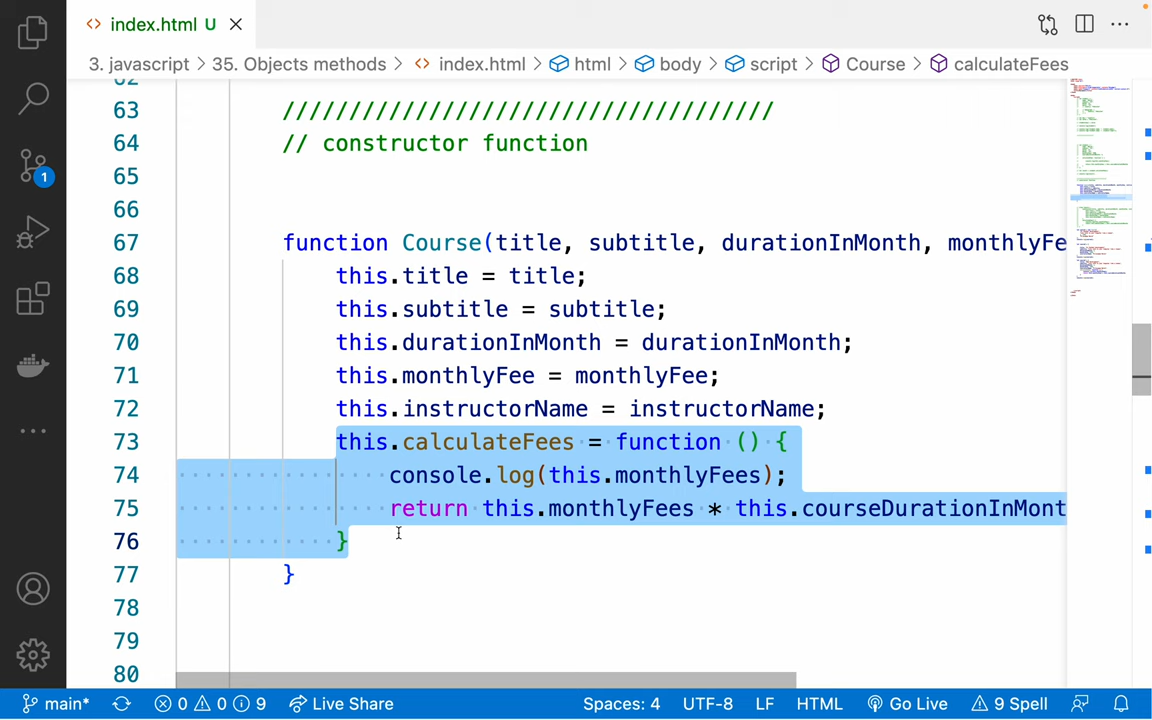 index.html U
3. javascript > 35. Objects methods > index.html > html > body > script > Course > calculateFees
63 ////////////////////////////////////
64 // constructor function
65
66
67 function Course(title, subtitle, durationInMonth, monthlyFe
68 this.title = title;
69 this.subtitle = subtitle;
70 this.durationInMonth = durationInMonth;
71 this.monthlyFee = monthlyFee;
72 this.instructorName = instructorName;
73 this.calculateFees = function () {
74 console.log(this.monthlyFees);
75 return this.monthlyFees * this.courseDurationInMont
76 }
77 }
78
79
80
1
main* 0 0 9 Live Share Spaces: 4 UTF-8 LF HTML Go Live 9 Spell